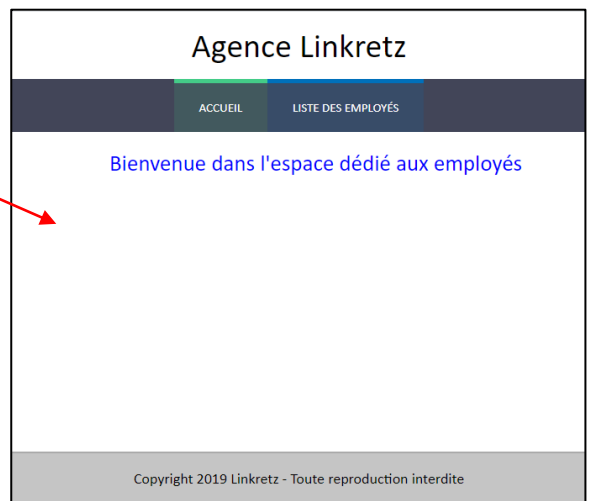 Agence Linkretz
ACCUEIL LISTE DES EMPLOYÉS
Bienvenue dans l'espace dédié aux employés
Copyright 2019 Linkretz - Toute reproduction interdite